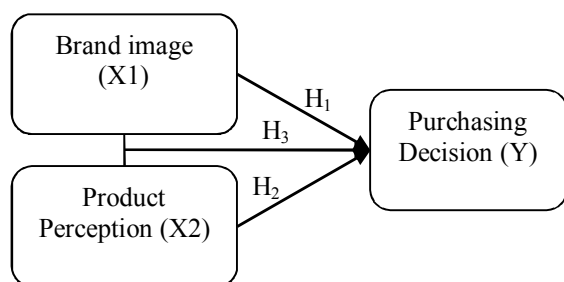 Brand image
(X1)
H₁
H₃
Purchasing
Decision (Y)
H₂
Product
Perception (X2)